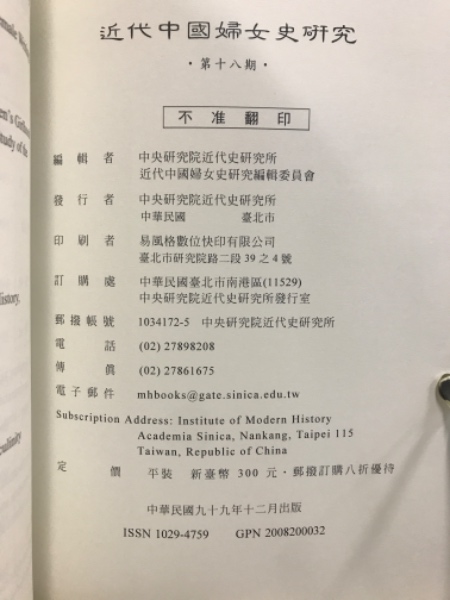 近代中國婦女史研究
・第十八期・
不准翻印
編輯者 中央研究院近代史研究所
近代中國婦女史研究編輯委員會
發行者 中央研究院近代史研究所
中華民國 臺北市
印刷者 易風格數位快印有限公司
臺北市研究院路二段39之4號
訂購處 中華民國臺北市南港區(11529)
中央研究院近代史研究所發行室
郵撥帳號 1034172-5 中央研究院近代史研究所
電話 (02) 27898208
傳真 (02) 27861675
電子郵件 mhbooks@gate.sinica.edu.tw
Subscription Address: Institute of Modern History
Academia Sinica, Nankang, Taipei 115
Taiwan, Republic of China
定價 平裝 新臺幣 300 元・郵撥訂購八折優待
中華民國九十九年十二月出版
ISSN 1029-4759 GPN 2008200032